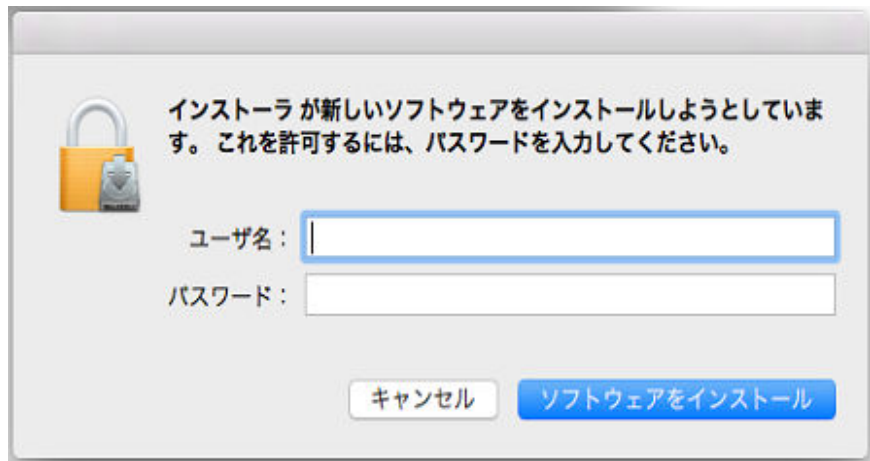 インストーラ が新しいソフトウェアをインストールしようとしていま
す。 これを許可するには、パスワードを入力してください。
ユーザ名：
パスワード：
キャンセル
ソフトウェアをインストール